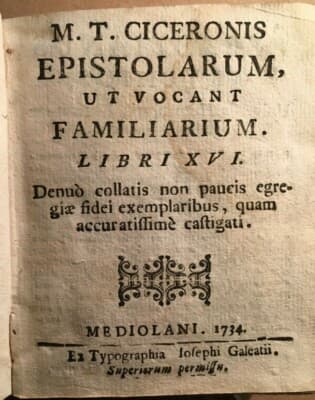 M. T. CICERONIS
EPISTOLARUM,
UT VOCANT
FAMILIARIUM.
LIBRI XVI.
Denuò collatis non paucis egre-
giæ fidei exemplaribus, quam
accuratiſſimè caſtigati.
MEDIOLANI. 1734.
Ex Typographia Ioſephi Galeatii.
Superiorum permiſſu.